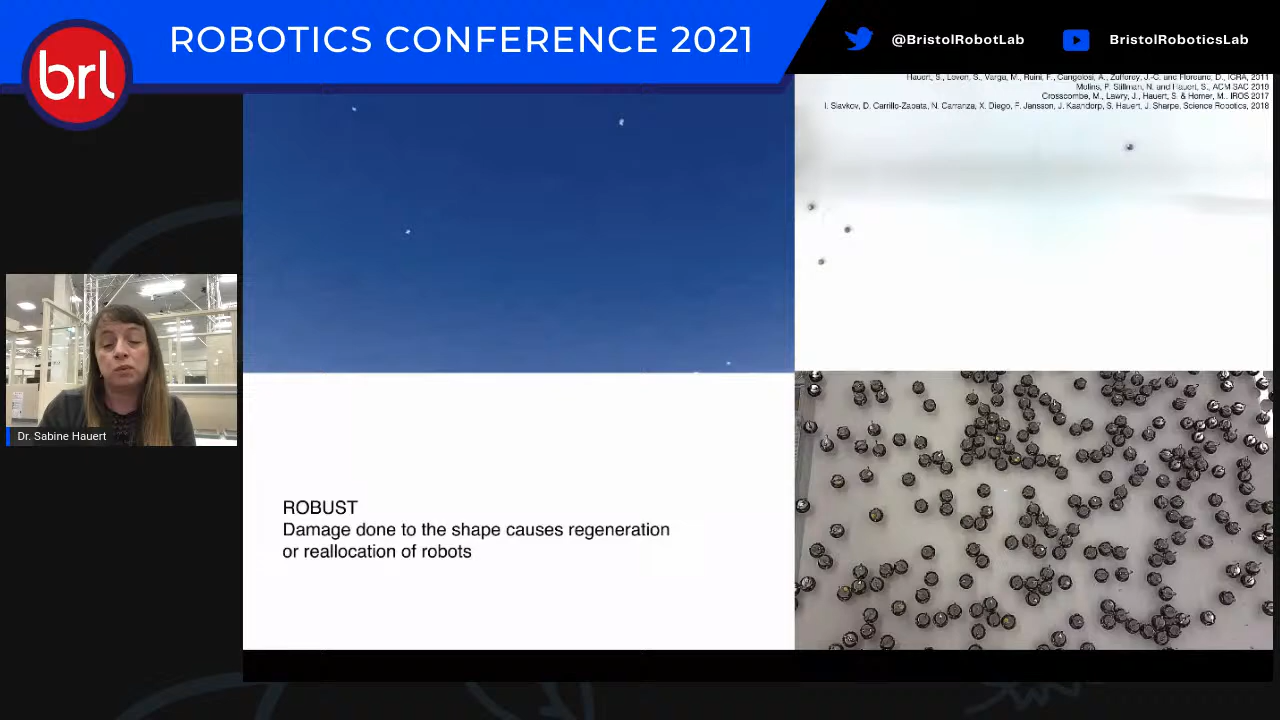 brl
ROBOTICS CONFERENCE 2021
@BristolRobotLab
BristolRoboticsLab
Hauert, S., Leven, S., Varga, M., Ruini, F., Cangelosi, A., Zufferey, J.-C. and Floreano, D., ICRA, 2011
Molins, P. Stillman, N. and Hauert, S., ACM SAC 2019
Crosscombe, M., Lawry, J., Hauert, S. & Homer, M.. IROS 2017
I. Slavkov, D. Carrillo-Zapata, N. Carranza, X. Diego, F. Jansson, J. Kaandorp, S. Hauert, J. Sharpe, Science Robotics, 2018
Dr. Sabine Hauert
ROBUST
Damage done to the shape causes regeneration
or reallocation of robots